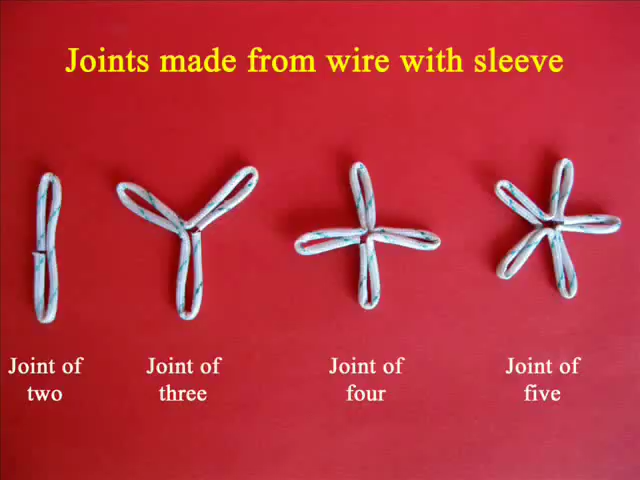 Joints made from wire with sleeve
Joint of
two
Joint of
three
Joint of
four
Joint of
five